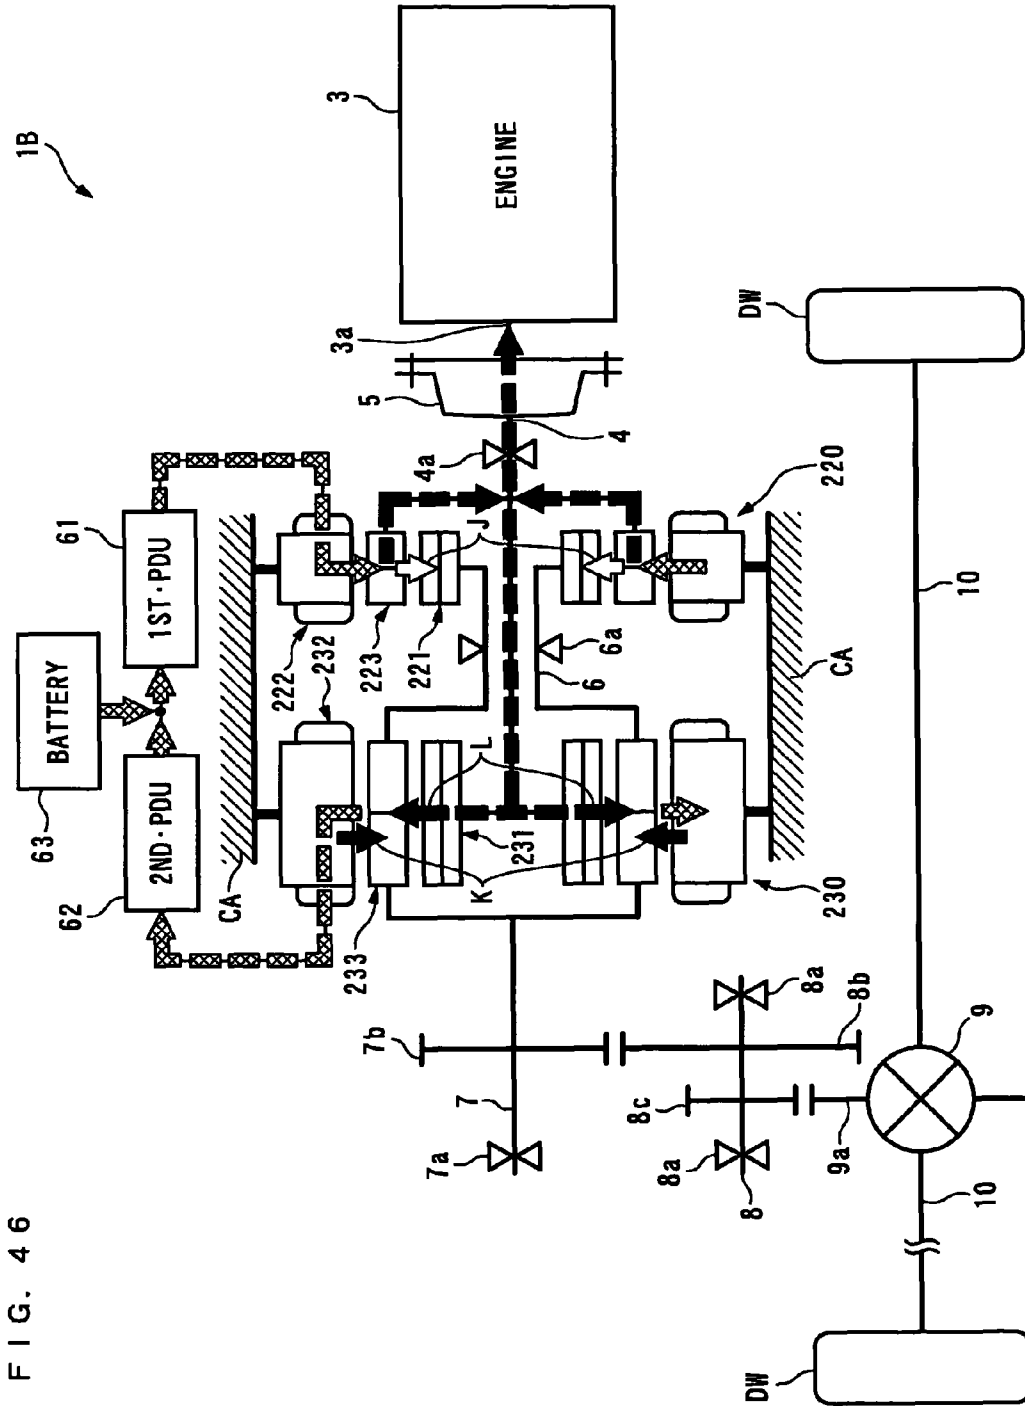 FIG. 46
1B
63
BATTERY
62
2ND·PDU
61
1ST·PDU
CA
232
222
233
223
221
K
231
L
J
4a
5
3a
3
ENGINE
4
6
6a
220
230
CA
7a
7
7b
8a
8
8c
8a
8b
9a
9
10
10
DW
DW